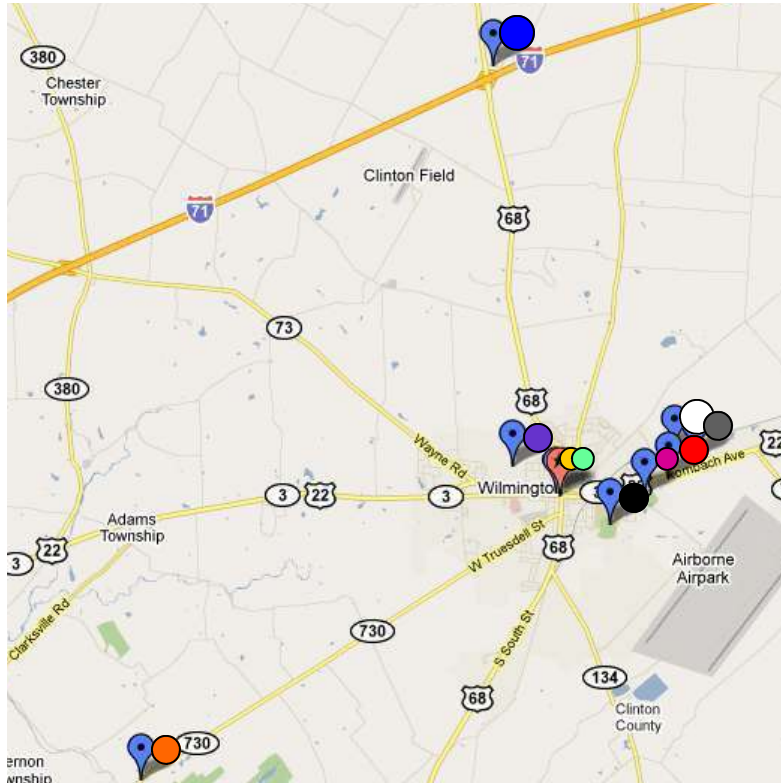 380
Chester
Township
71
Clinton Field
71
68
73
380
68
Wayne Rd
22
Rombach Ave
3
22
3
Wilmington
Adams
Township
22
3
W Truesdell St
68
Airborne
Airpark
Clarksville Rd
730
S South St
134
68
Clinton
County
730
ernon
wnship